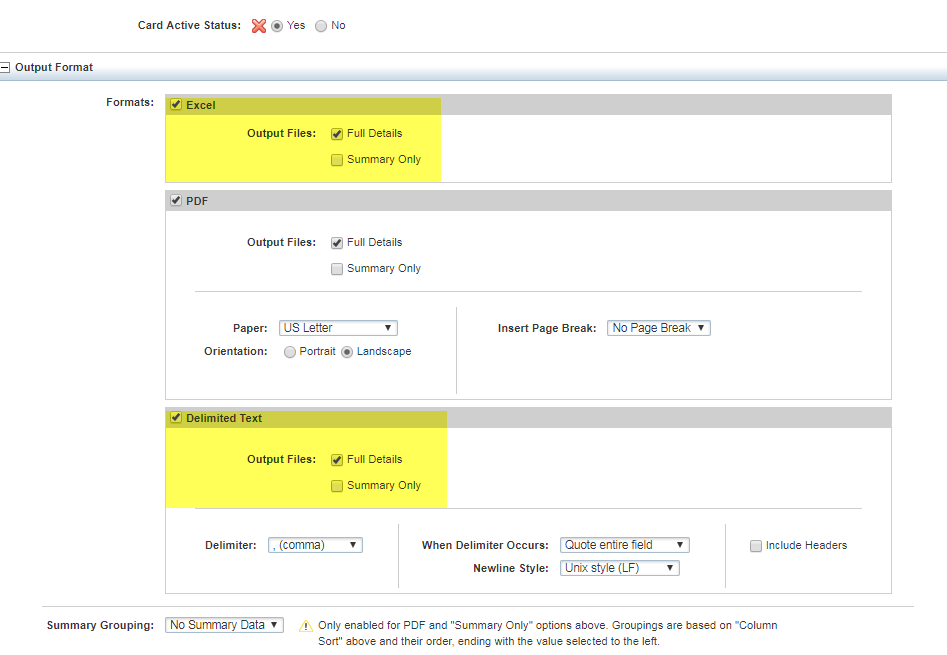 Card Active Status: Yes No
Output Format
Formats: Excel
Output Files: Full Details
Summary Only
PDF
Output Files: Full Details
Summary Only
Paper: US Letter Insert Page Break: No Page Break
Orientation: Portrait Landscape
Delimited Text
Output Files: Full Details
Summary Only
Delimiter: , (comma) When Delimiter Occurs: Quote entire field Include Headers
Newline Style: Unix style (LF)
Summary Grouping: No Summary Data Only enabled for PDF and "Summary Only" options above. Groupings are based on "Column
Sort" above and their order, ending with the value selected to the left.